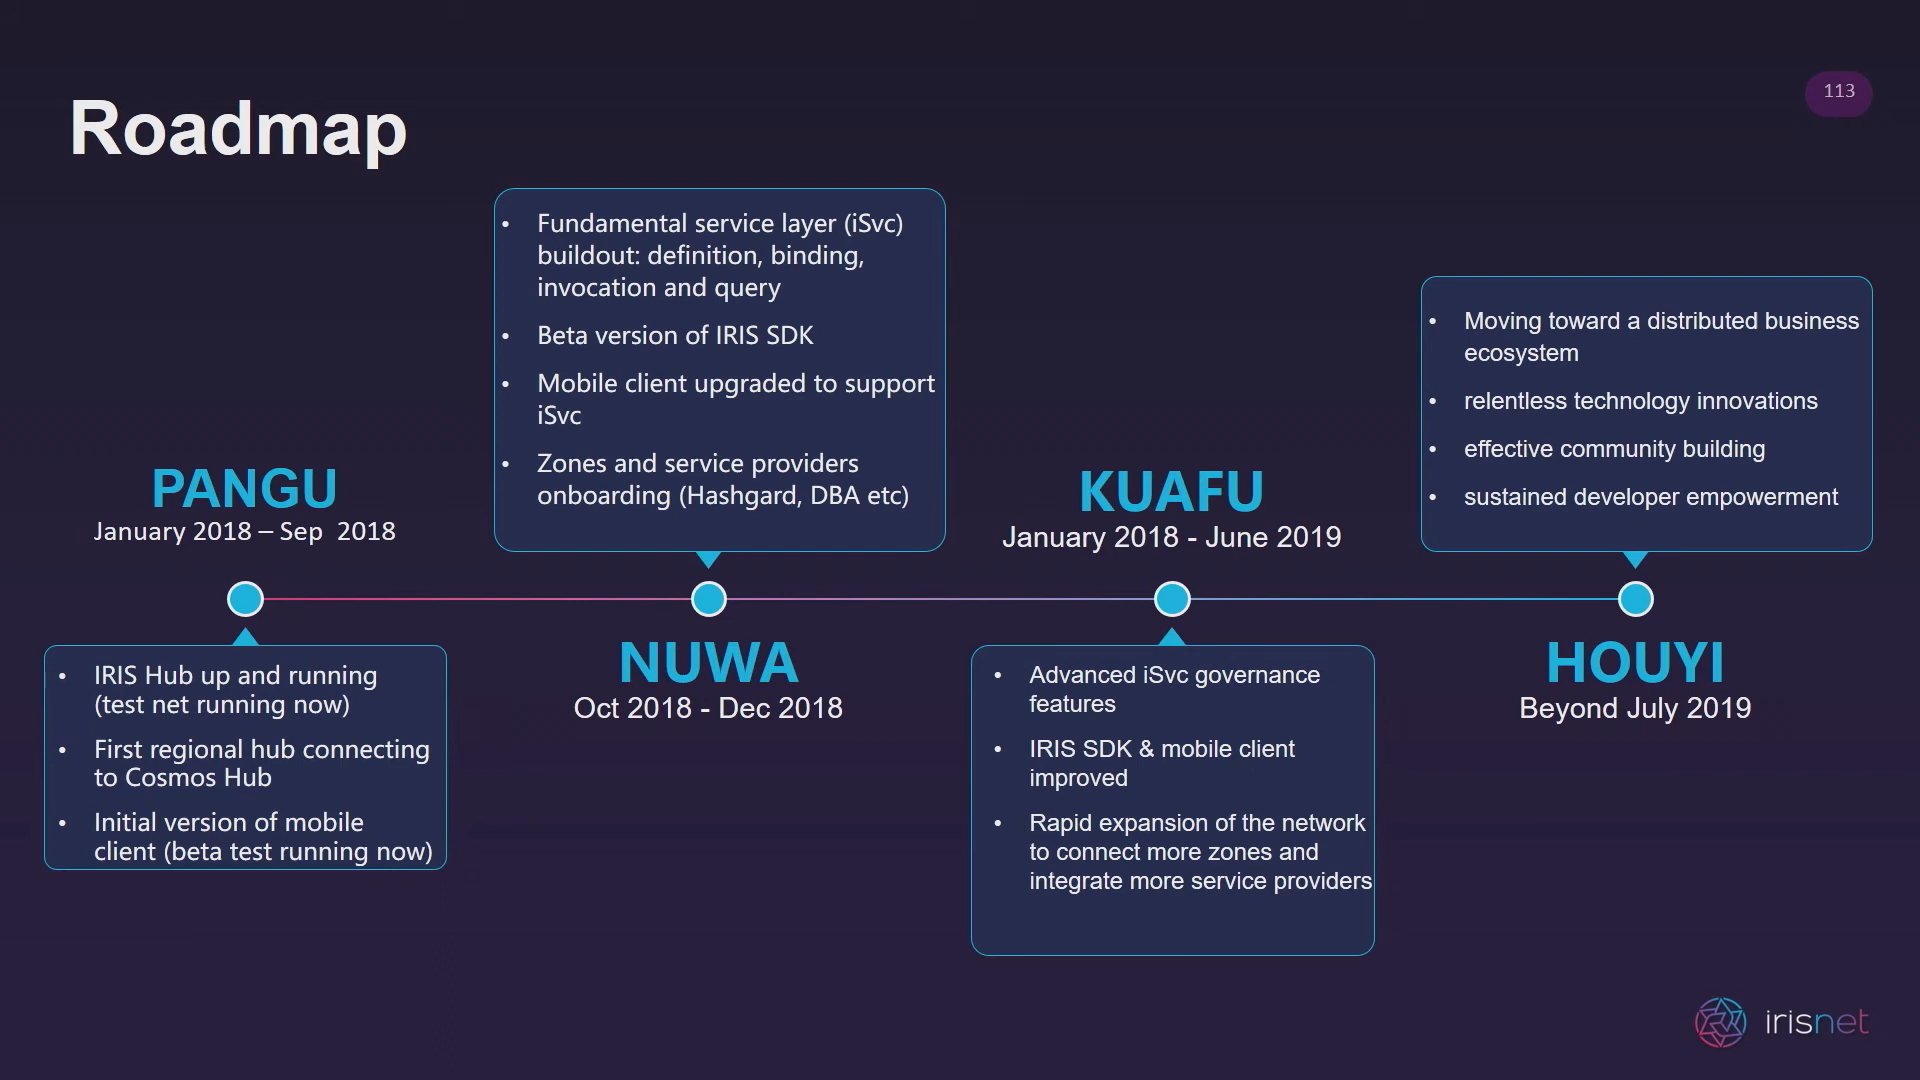 113
Roadmap
• Fundamental service layer (iSvc)
buildout: definition, binding,
invocation and query
• Beta version of IRIS SDK
• Mobile client upgraded to support
iSvc
• Zones and service providers
onboarding (Hashgard, DBA etc)
• Moving toward a distributed business
ecosystem
• relentless technology innovations
• effective community building
• sustained developer empowerment
PANGU
January 2018 – Sep 2018
KUAFU
January 2018 - June 2019
• IRIS Hub up and running
(test net running now)
• First regional hub connecting
to Cosmos Hub
• Initial version of mobile
client (beta test running now)
NUWA
Oct 2018 - Dec 2018
• Advanced iSvc governance
features
• IRIS SDK & mobile client
improved
• Rapid expansion of the network
to connect more zones and
integrate more service providers
HOUYI
Beyond July 2019
irisnet